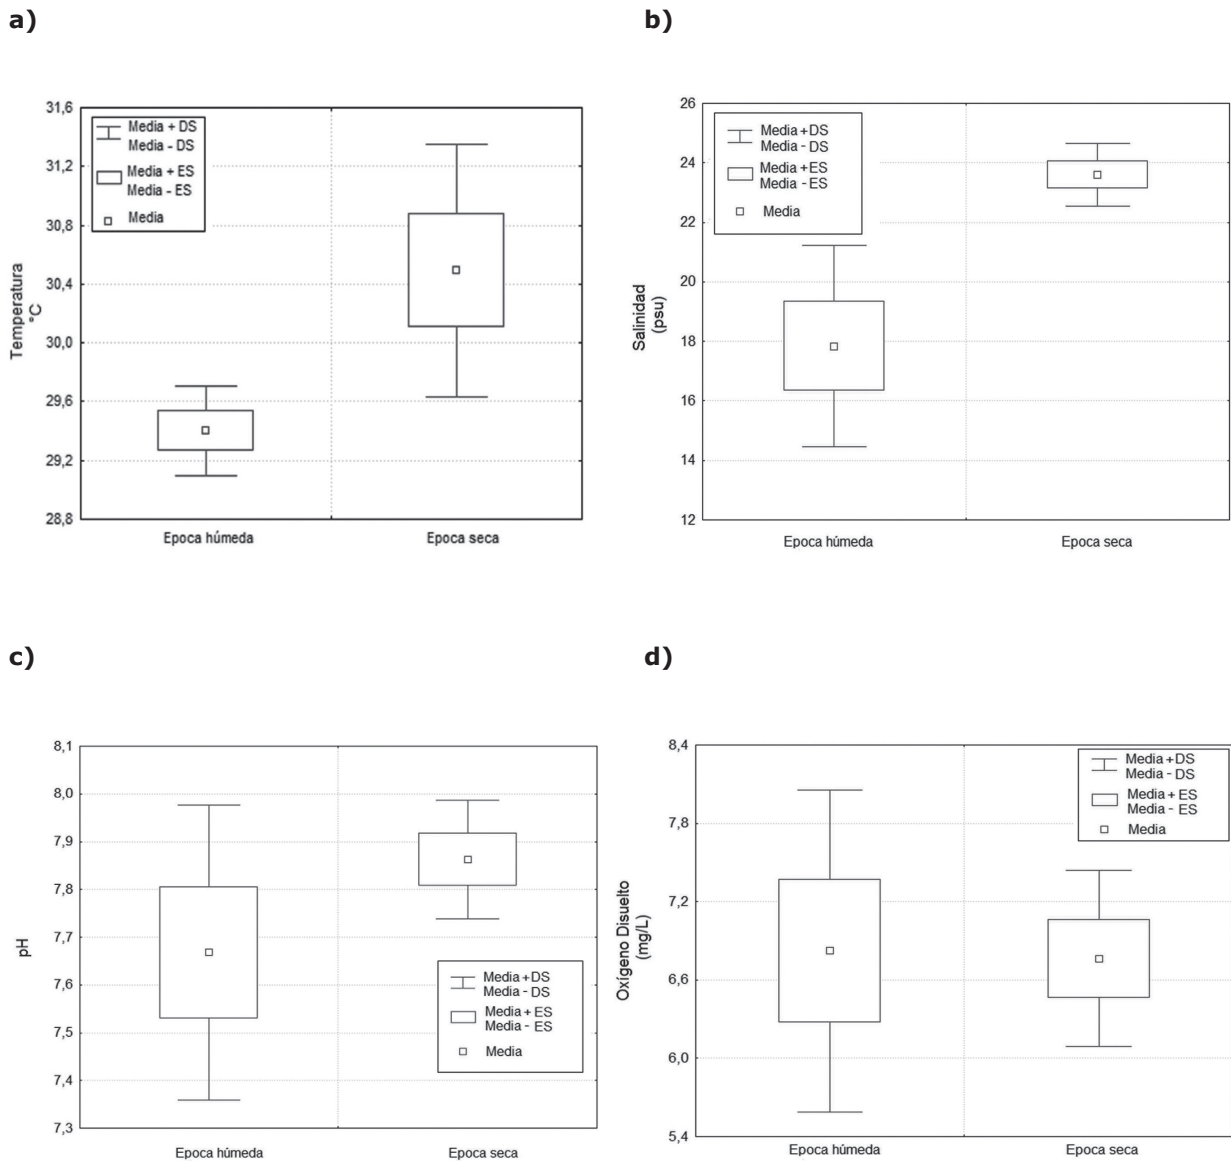 a)
31,6
31,2
30,8
30,4
30,0
29,6
29,2
28,8
Temperatura
°C
Media + DS
Media - DS
Media + ES
Media - ES
Media
Epoca húmeda
Epoca seca
b)
26
24
22
20
18
16
14
12
Salinidad
(psu)
Media + DS
Media - DS
Media + ES
Media - ES
Media
Epoca húmeda
Epoca seca
c)
8,1
8,0
7,9
7,8
7,7
7,6
7,5
7,4
7,3
pH
Media + DS
Media - DS
Media + ES
Media - ES
Media
Epoca húmeda
Epoca seca
d)
8,4
7,8
7,2
6,6
6,0
5,4
Oxígeno Disuelto
(mg/L)
Media + DS
Media - DS
Media + ES
Media - ES
Media
Epoca húmeda
Epoca seca